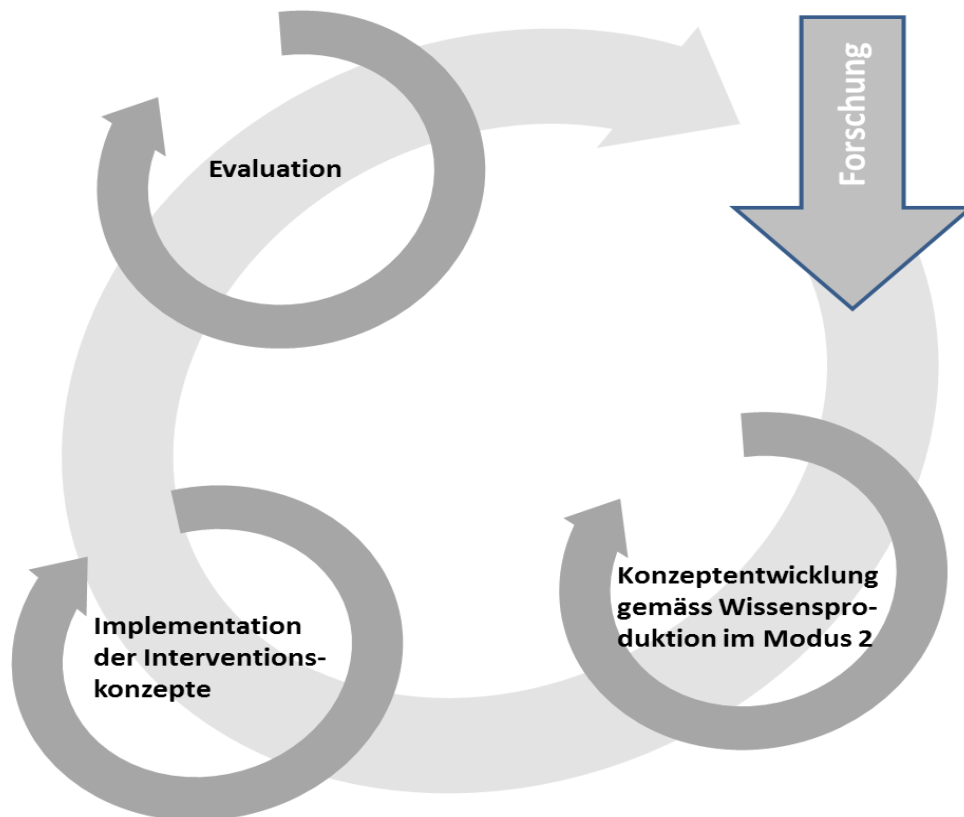 Forschung
Evaluation
Konzeptentwicklung
gemäss Wissenspro-
duktion im Modus 2
Implementation
der Interventions-
konzepte